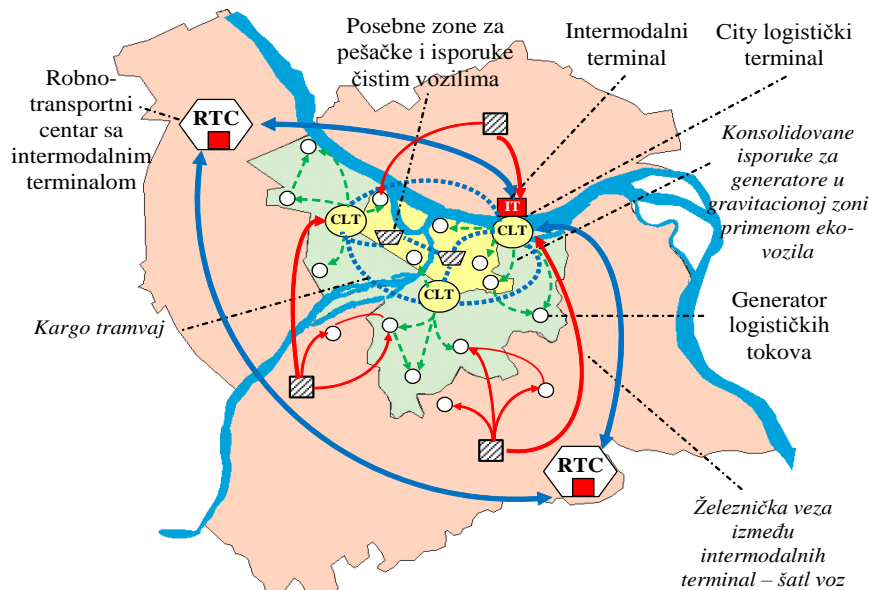 Posebne zone za
pešačke i isporuke
čistim vozilima
Intermodalni
terminal
City logistički
terminal
Robno-
transportni
centar sa
intermodalnim
terminalom
RTC
Konsolidovane
isporuke za
generatore u
gravitacionoj zoni
primenom eko-
vozila
IT
CLT
CLT
CLT
Kargo tramvaj
Generator
logističkih
tokova
RTC
Železnička veza
između
intermodalnih
terminal – šatl voz